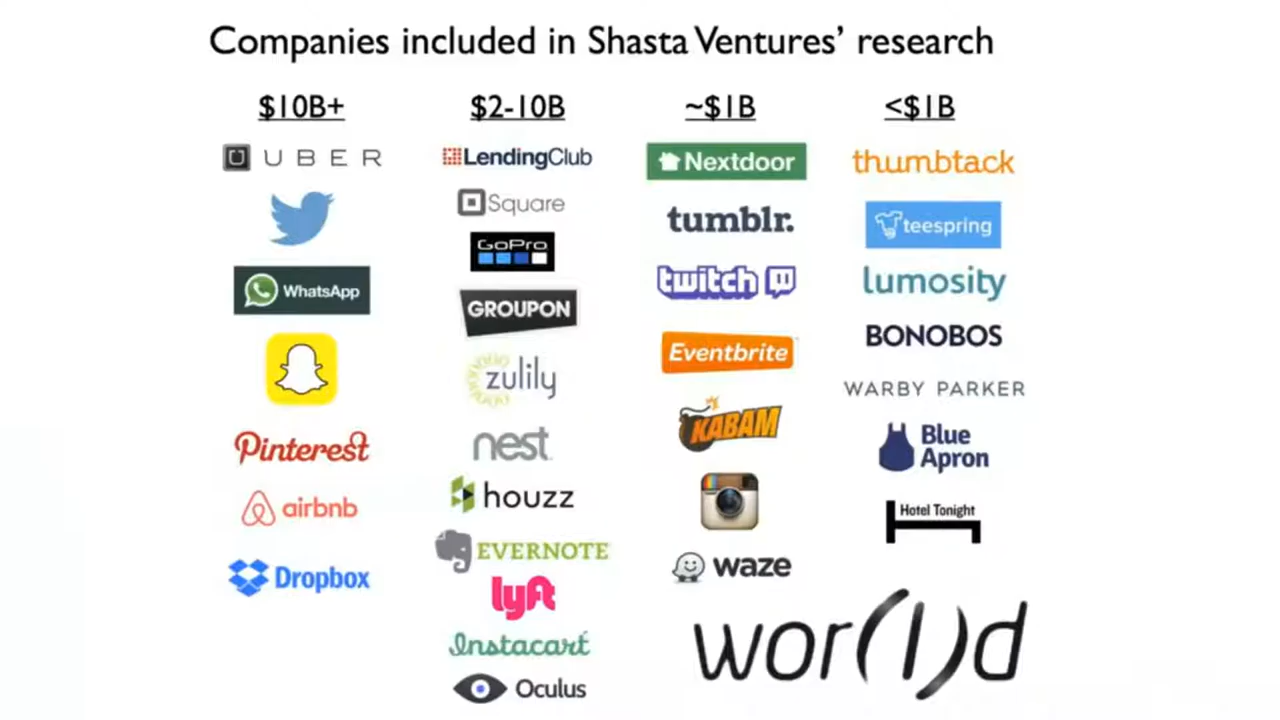 Companies included in Shasta Ventures’ research
$10B+
UBER
WhatsApp
Pinterest
airbnb
Dropbox
$2-10B
LendingClub
Square
GoPro
GROUPON
zulily
nest
houzz
EVERNOTE
lyft
Instacart
Oculus
~$1B
Nextdoor
tumblr.
twitch
Eventbrite
KABAM
waze
<$1B
thumbtack
teespring
lumosity
BONOBOS
WARBY PARKER
Blue
Apron
Hotel Tonight
wor(l)d